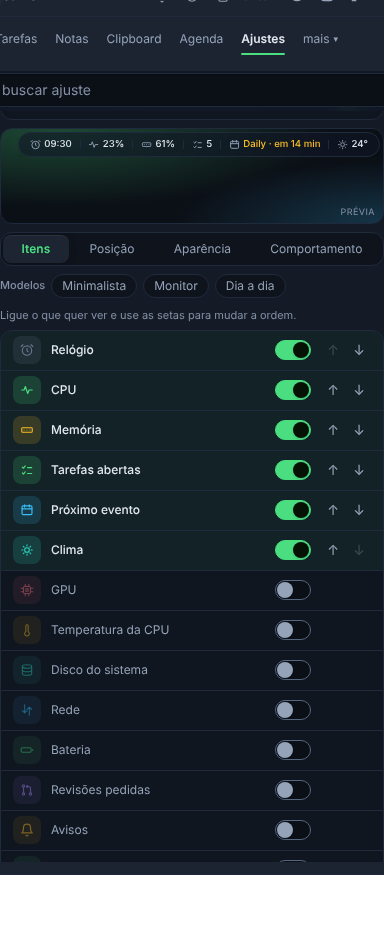 Tarefas Notas Clipboard Agenda Ajustes mais ▾
buscar ajuste
09:30 23% 61% 5 Daily · em 14 min 24°
PRÉVIA
Itens Posição Aparência Comportamento
Modelos Minimalista Monitor Dia a dia
Ligue o que quer ver e use as setas para mudar a ordem.
Relógio
CPU
Memória
Tarefas abertas
Próximo evento
Clima
GPU
Temperatura da CPU
Disco do sistema
Rede
Bateria
Revisões pedidas
Avisos